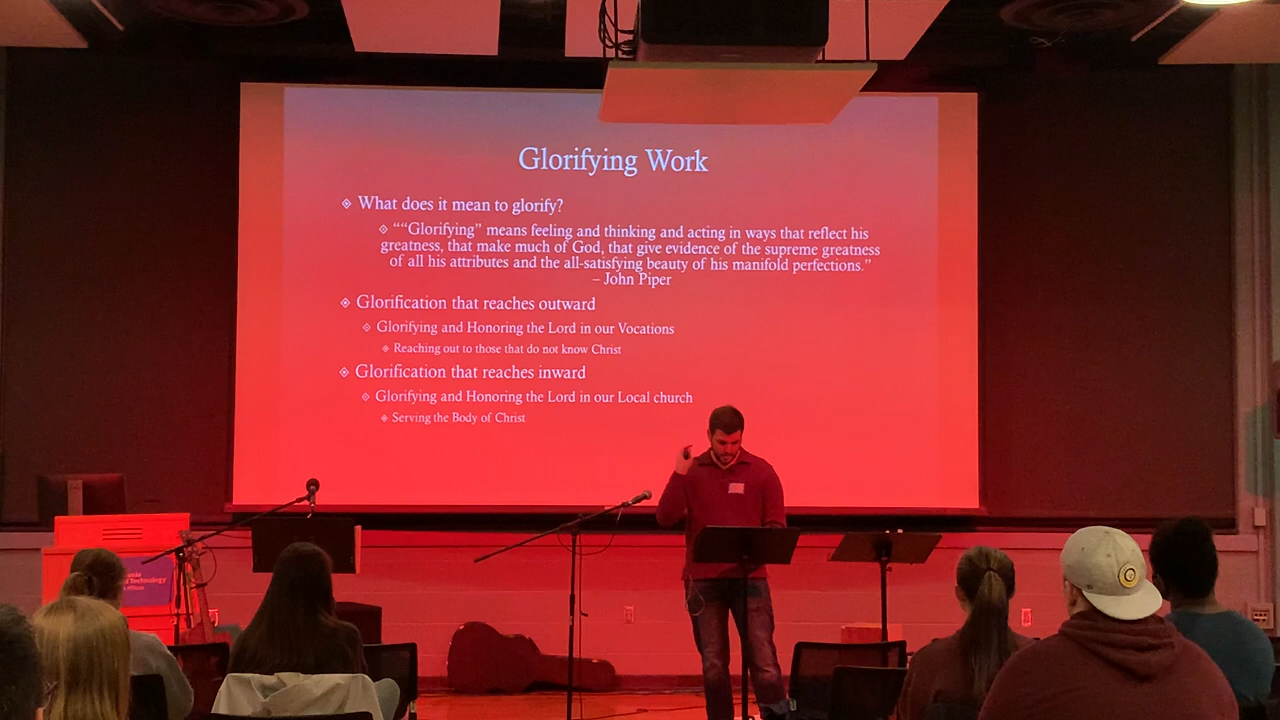 Glorifying Work
What does it mean to glorify?
““Glorifying” means feeling and thinking and acting in ways that reflect his
greatness, that make much of God, that give evidence of the supreme greatness
of all his attributes and the all-satisfying beauty of his manifold perfections.”
– John Piper
Glorification that reaches outward
Glorifying and Honoring the Lord in our Vocations
Reaching out to those that do not know Christ
Glorification that reaches inward
Glorifying and Honoring the Lord in our Local church
Serving the Body of Christ
Technology